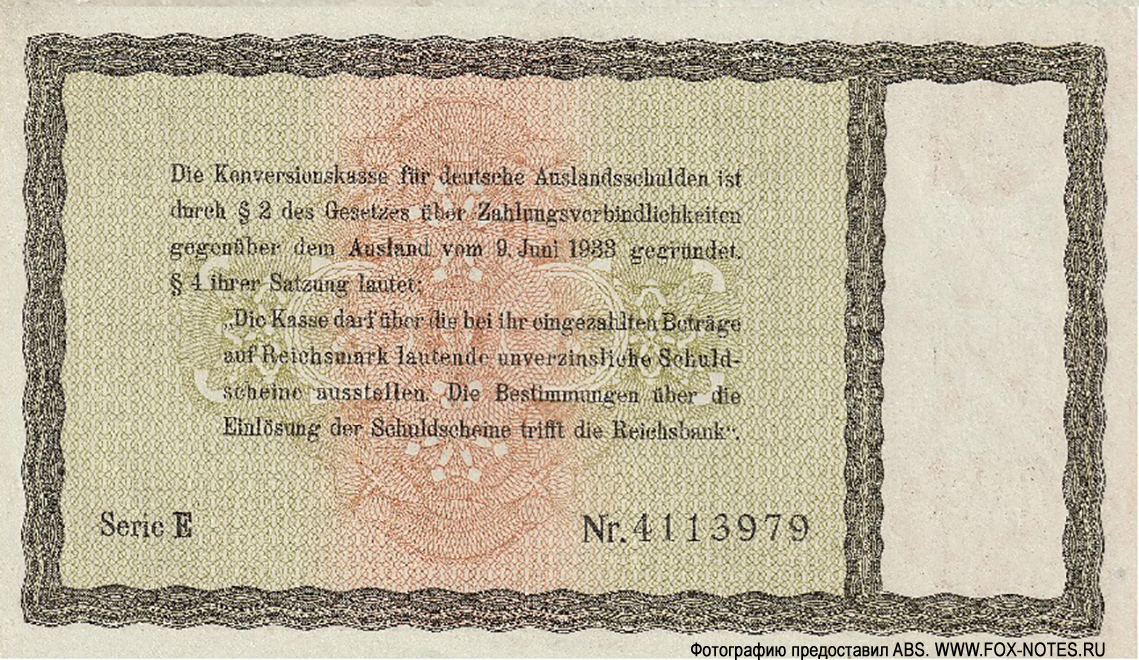 Die Konversionskasse für deutsche Auslandsschulden ist
durch § 2 des Gesetzes über Zahlungsverbindlichkeiten
gegenüber dem Ausland vom 9. Juni 1933 gegründet.
§ 4 ihrer Satzung lautet:
„Die Kasse darf über die bei ihr eingezahlten Beträge
auf Reichsmark lautende unverzinsliche Schuld-
scheine ausstellen. Die Bestimmungen über die
Einlösung der Schuldscheine trifft die Reichsbank“.
Serie E
Nr. 4113979
Фотографию предоставил ABS. WWW.FOX-NOTES.RU